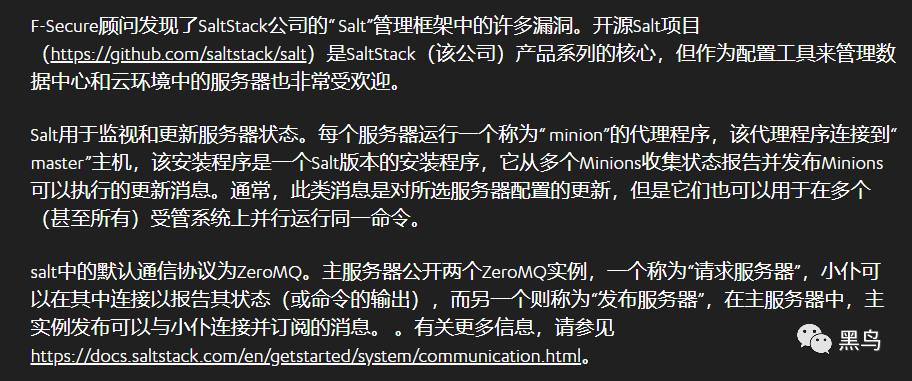 F-Secure顾问发现了SaltStack公司的“ Salt”管理框架中的许多漏洞。开源Salt项目
（https://github.com/saltstack/salt）是SaltStack（该公司）产品系列的核心，但作为配置工具来管理数
据中心和云环境中的服务器也非常受欢迎。
Salt用于监视和更新服务器状态。每个服务器运行一个称为“ minion”的代理程序，该代理程序连接到“
master”主机，该安装程序是一个Salt版本的安装程序，它从多个Minions收集状态报告并发布Minions
可以执行的更新消息。通常，此类消息是对所选服务器配置的更新，但是它们也可以用于在多个
（甚至所有）受管系统上并行运行同一命令。
salt中的默认通信协议为ZeroMQ。主服务器公开两个ZeroMQ实例，一个称为“请求服务器”，小仆可
以在其中连接以报告其状态（或命令的输出），而另一个则称为“发布服务器”，在主服务器中，主
实例发布可以与小仆连接并订阅的消息。 。有关更多信息，请参见
https://docs.saltstack.com/en/getstarted/system/communication.html。
黑鸟